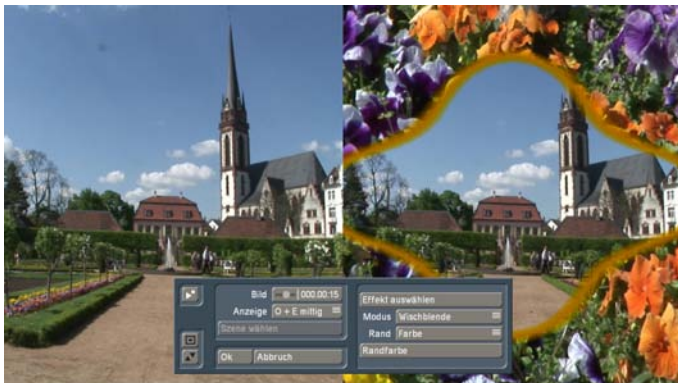 Bild 000:00:15
Anzeige O + E mittig
Szene wählen
Ok Abbruch
Effekt auswählen
Modus Wischblende
Rand Farbe
Randfarbe